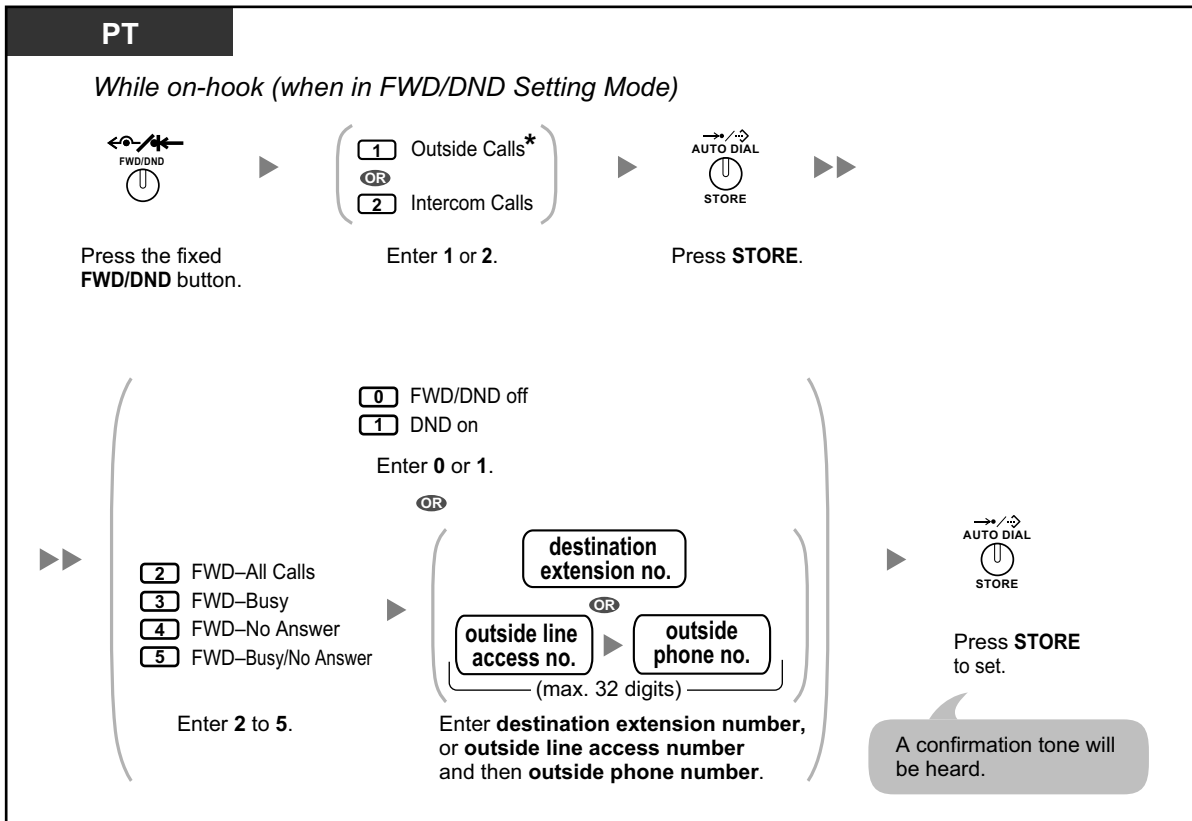 PT
While on-hook (when in FWD/DND Setting Mode)
FWD/DND
Press the fixed
FWD/DND button.
1 Outside Calls*
OR
2 Intercom Calls
Enter 1 or 2.
AUTO DIAL
STORE
Press STORE.
0 FWD/DND off
1 DND on
Enter 0 or 1.
OR
2 FWD–All Calls
3 FWD–Busy
4 FWD–No Answer
5 FWD–Busy/No Answer
Enter 2 to 5.
destination
extension no.
OR
outside line
access no.
outside
phone no.
(max. 32 digits)
Enter destination extension number,
or outside line access number
and then outside phone number.
AUTO DIAL
STORE
Press STORE
to set.
A confirmation tone will
be heard.